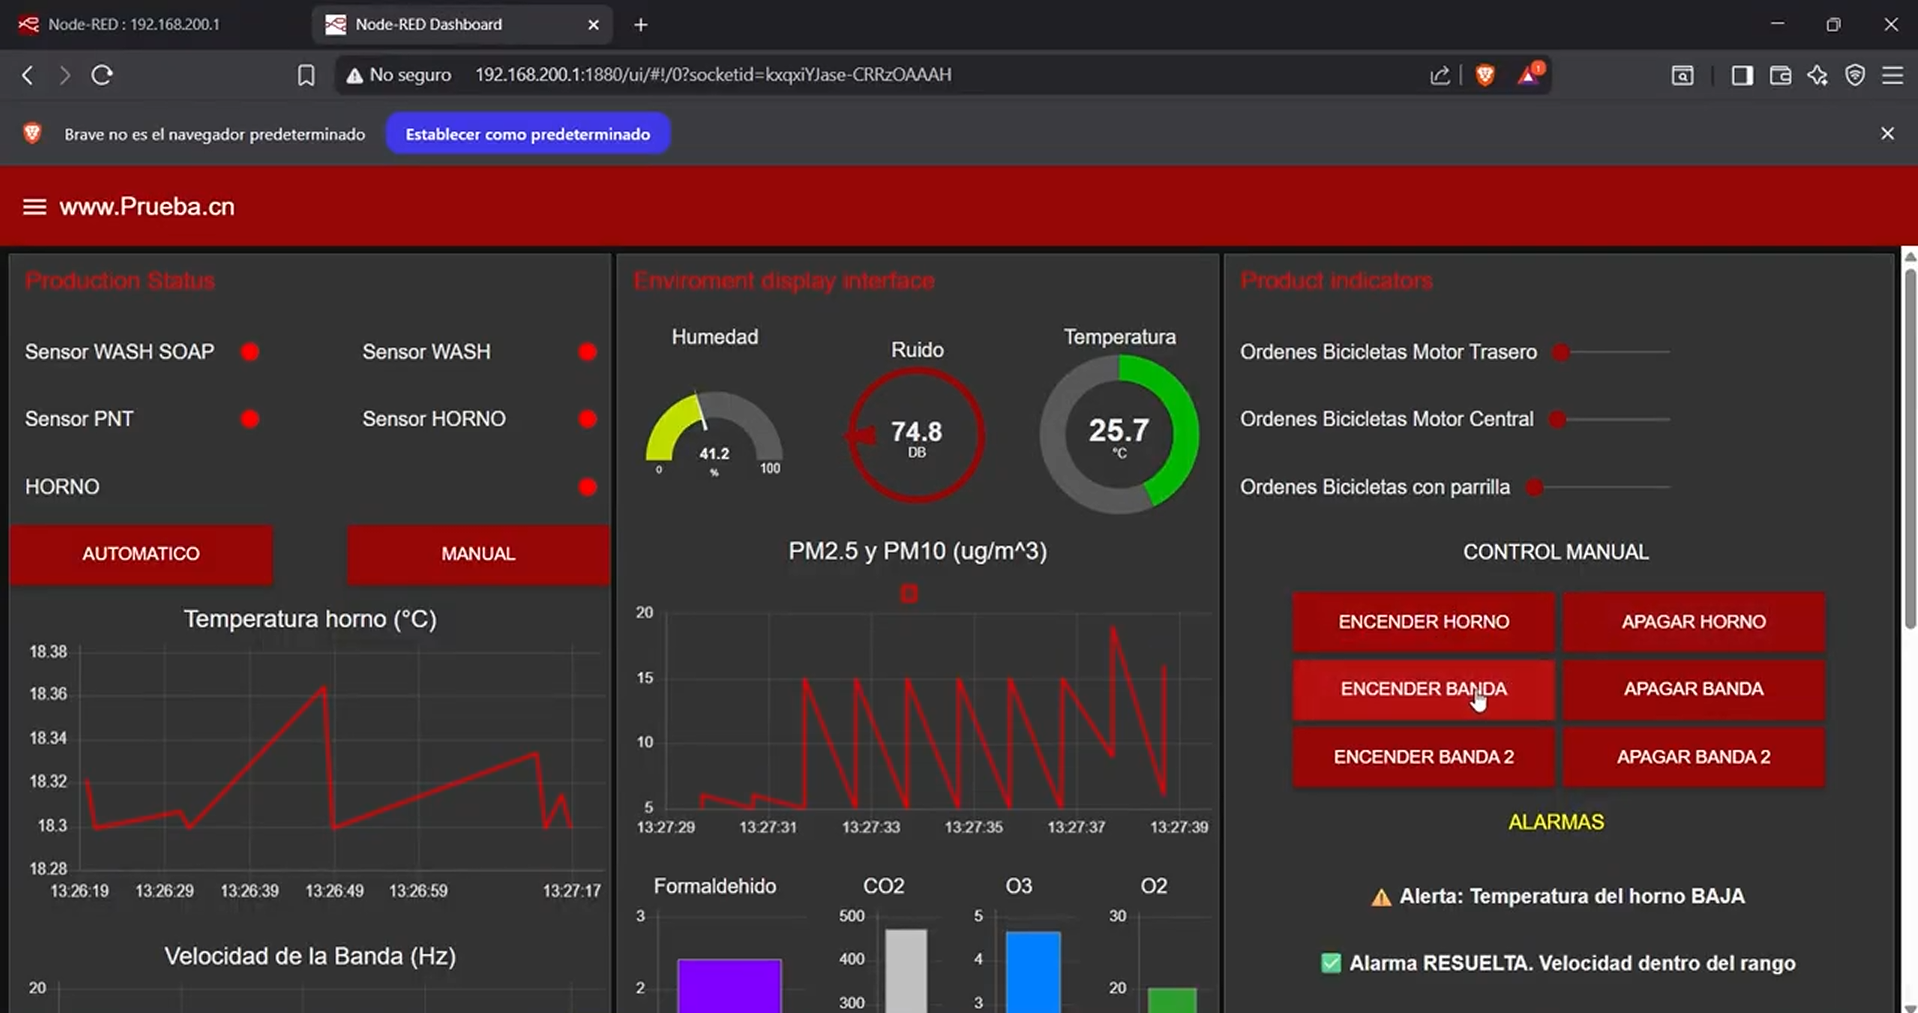 Node-RED : 192.168.200.1
Node-RED Dashboard
No seguro
192.168.200.1:1880/ui/#!/0?socketid=kxqxiYJase-CRRzOAAAH
1
Brave no es el navegador predeterminado
Establecer como predeterminado
www.Prueba.cn
Production Status
Sensor WASH SOAP
Sensor WASH
Sensor PNT
Sensor HORNO
HORNO
AUTOMATICO
MANUAL
Temperatura horno (°C)
18.38
18.36
18.34
18.32
18.3
18.28
13:26:19
13:26:29
13:26:39
13:26:49
13:26:59
13:27:17
Velocidad de la Banda (Hz)
20
Enviroment display interface
Humedad
41.2
%
0
100
Ruido
74.8
DB
Temperatura
25.7
°C
PM2.5 y PM10 (ug/m^3)
20
15
10
5
13:27:29
13:27:31
13:27:33
13:27:35
13:27:37
13:27:39
Formaldehido
3
2
CO2
500
400
300
O3
5
4
3
O2
30
20
Product indicators
Ordenes Bicicletas Motor Trasero
Ordenes Bicicletas Motor Central
Ordenes Bicicletas con parrilla
CONTROL MANUAL
ENCENDER HORNO
APAGAR HORNO
ENCENDER BANDA
APAGAR BANDA
ENCENDER BANDA 2
APAGAR BANDA 2
ALARMAS
Alerta: Temperatura del horno BAJA
Alarma RESUELTA. Velocidad dentro del rango